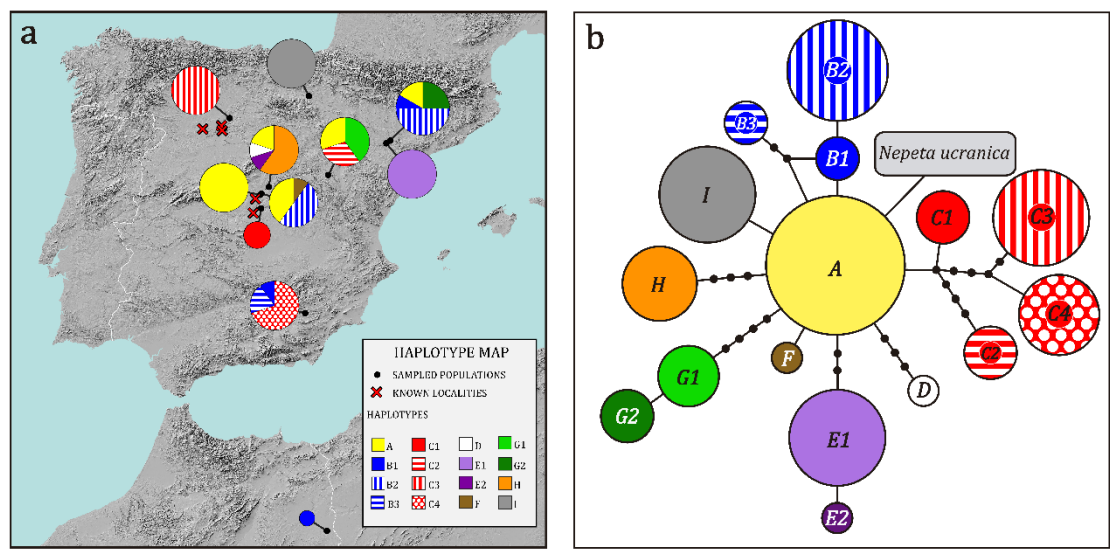 a
HAPLOTYPE MAP
SAMPLED POPULATIONS
KNOWN LOCALITIES
HAPLOTYPES
A C1 D G1
B1 C2 E1 G2
B2 C3 E2 H
B3 C4 F I
b
B2
B3
B1
Nepeta ucranica
I
C1
C3
A
H
C4
C2
F
D
G1
G2
E1
E2